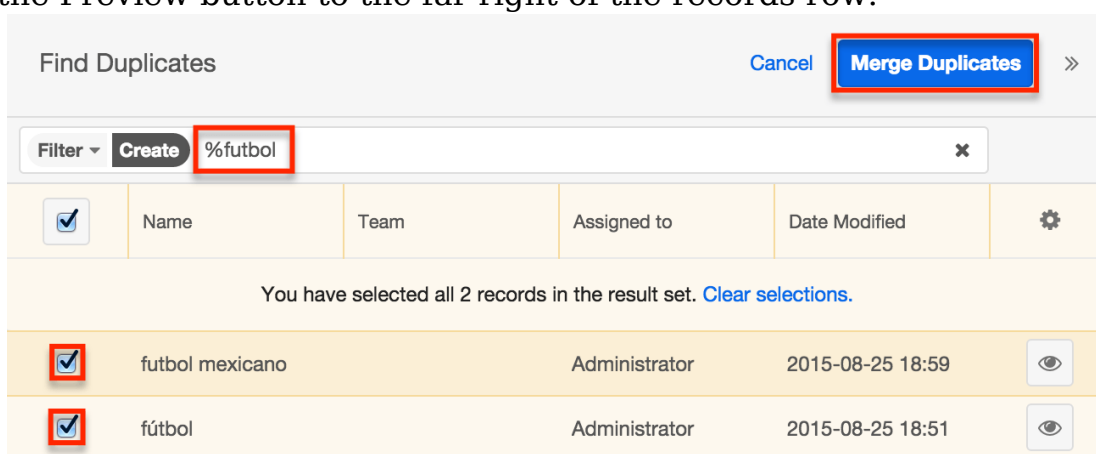 the Preview button to the far right of the records row.
Find Duplicates Cancel Merge Duplicates »
Filter Create %futbol
Name Team Assigned to Date Modified
You have selected all 2 records in the result set. Clear selections.
futbol mexicano Administrator 2015-08-25 18:59
fútbol Administrator 2015-08-25 18:51